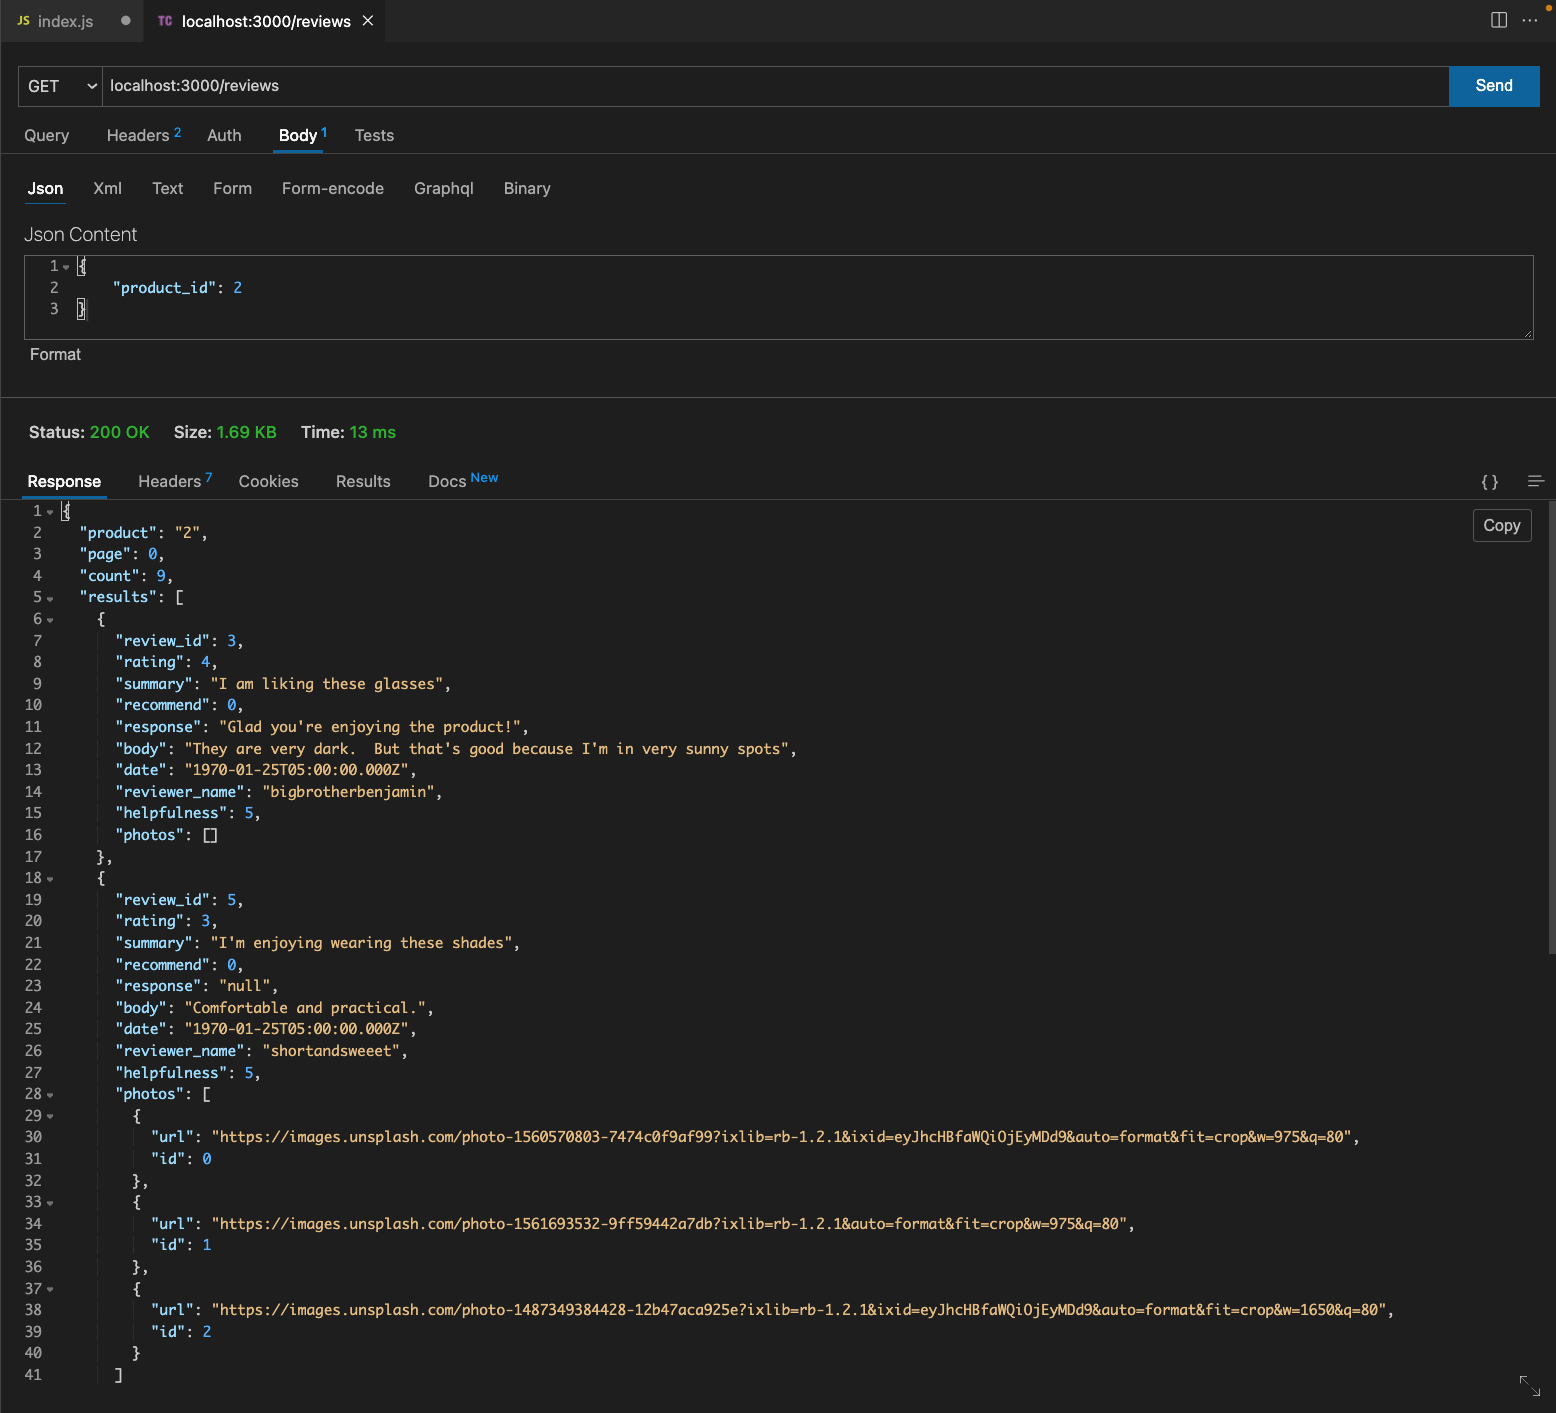 JS index.js
TC localhost:3000/reviews
GET localhost:3000/reviews Send
Query Headers 2 Auth Body 1 Tests
Json Xml Text Form Form-encode Graphql Binary
Json Content
1 {
2 "product_id": 2
3 }
Format
Status: 200 OK Size: 1.69 KB Time: 13 ms
Response Headers 7 Cookies Results Docs New { }
Copy
1 {
2 "product": "2",
3 "page": 0,
4 "count": 9,
5 "results": [
6 {
7 "review_id": 3,
8 "rating": 4,
9 "summary": "I am liking these glasses",
10 "recommend": 0,
11 "response": "Glad you're enjoying the product!",
12 "body": "They are very dark.  But that's good because I'm in very sunny spots",
13 "date": "1970-01-25T05:00:00.000Z",
14 "reviewer_name": "bigbrotherbenjamin",
15 "helpfulness": 5,
16 "photos": []
17 },
18 {
19 "review_id": 5,
20 "rating": 3,
21 "summary": "I'm enjoying wearing these shades",
22 "recommend": 0,
23 "response": "null",
24 "body": "Comfortable and practical.",
25 "date": "1970-01-25T05:00:00.000Z",
26 "reviewer_name": "shortandsweeet",
27 "helpfulness": 5,
28 "photos": [
29 {
30 "url": "https://images.unsplash.com/photo-1560570803-7474c0f9af99?ixlib=rb-1.2.1&ixid=eyJhcHBfaWQiOjEyMDd9&auto=format&fit=crop&w=975&q=80",
31 "id": 0
32 },
33 {
34 "url": "https://images.unsplash.com/photo-1561693532-9ff59442a7db?ixlib=rb-1.2.1&auto=format&fit=crop&w=975&q=80",
35 "id": 1
36 },
37 {
38 "url": "https://images.unsplash.com/photo-1487349384428-12b47aca925e?ixlib=rb-1.2.1&ixid=eyJhcHBfaWQiOjEyMDd9&auto=format&fit=crop&w=1650&q=80",
39 "id": 2
40 }
41 ]